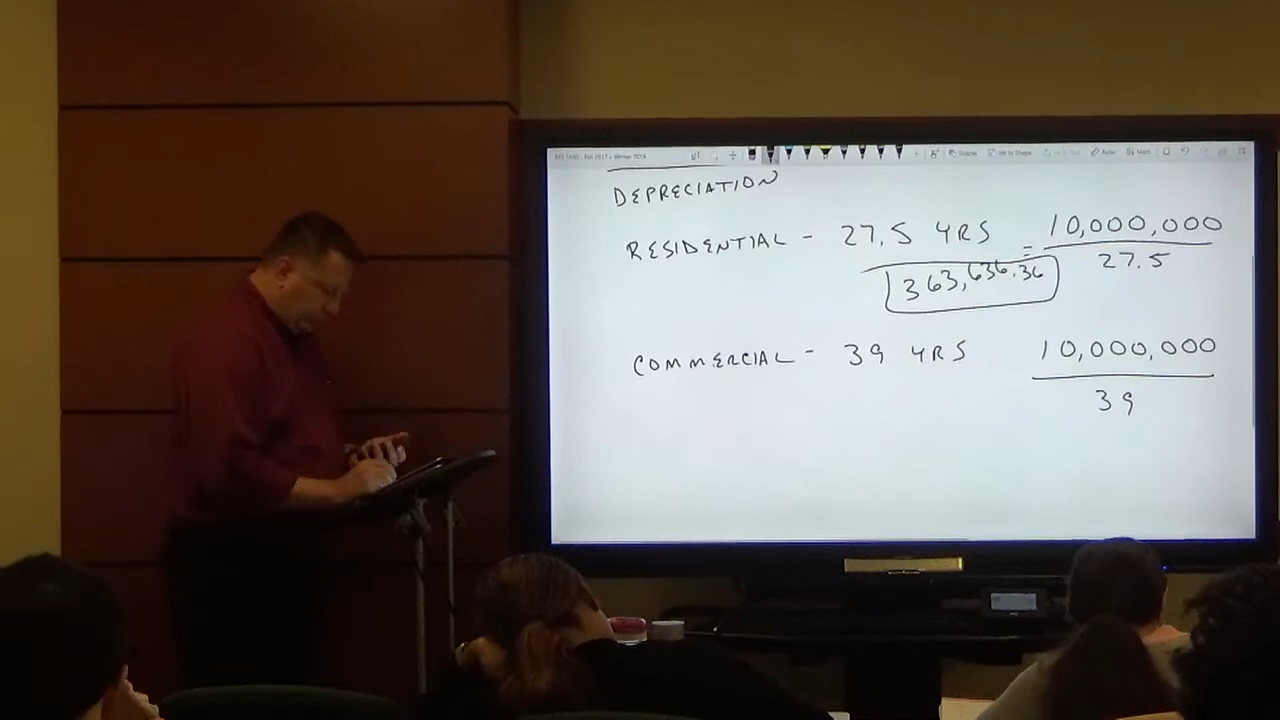 DEPRECIATION
RESIDENTIAL - 27.5 YRS = 10,000,000
27.5
363,636.36
COMMERCIAL - 39 YRS 10,000,000
39